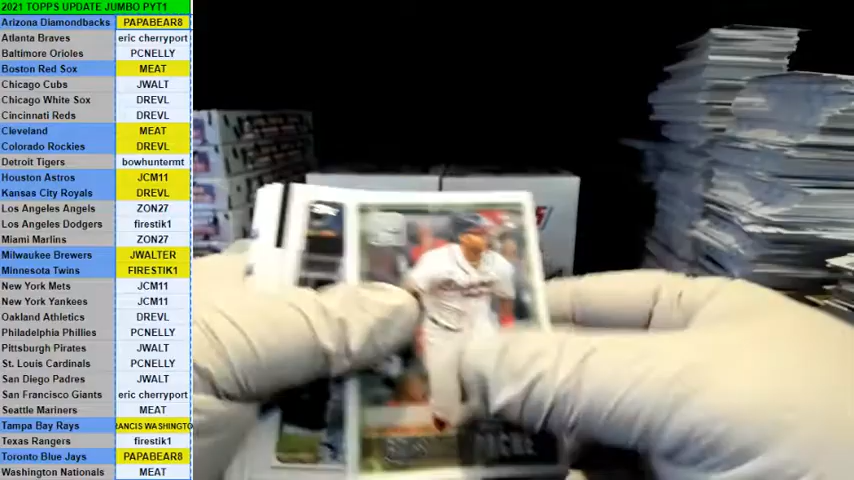 2021 TOPPS UPDATE JUMBO PYT1
Arizona Diamondbacks PAPABEAR8
Atlanta Braves eric cherryport
Baltimore Orioles PCNELLY
Boston Red Sox MEAT
Chicago Cubs JWALT
Chicago White Sox DREVL
Cincinnati Reds DREVL
Cleveland MEAT
Colorado Rockies DREVL
Detroit Tigers bowhuntermt
Houston Astros JCM11
Kansas City Royals DREVL
Los Angeles Angels ZON27
Los Angeles Dodgers firestik1
Miami Marlins ZON27
Milwaukee Brewers JWALTER
Minnesota Twins FIRESTIK1
New York Mets JCM11
New York Yankees JCM11
Oakland Athletics DREVL
Philadelphia Phillies PCNELLY
Pittsburgh Pirates JWALT
St. Louis Cardinals PCNELLY
San Diego Padres JWALT
San Francisco Giants eric cherryport
Seattle Mariners MEAT
Tampa Bay Rays RANCIS WASHINGTO
Texas Rangers firestik1
Toronto Blue Jays PAPABEAR8
Washington Nationals MEAT